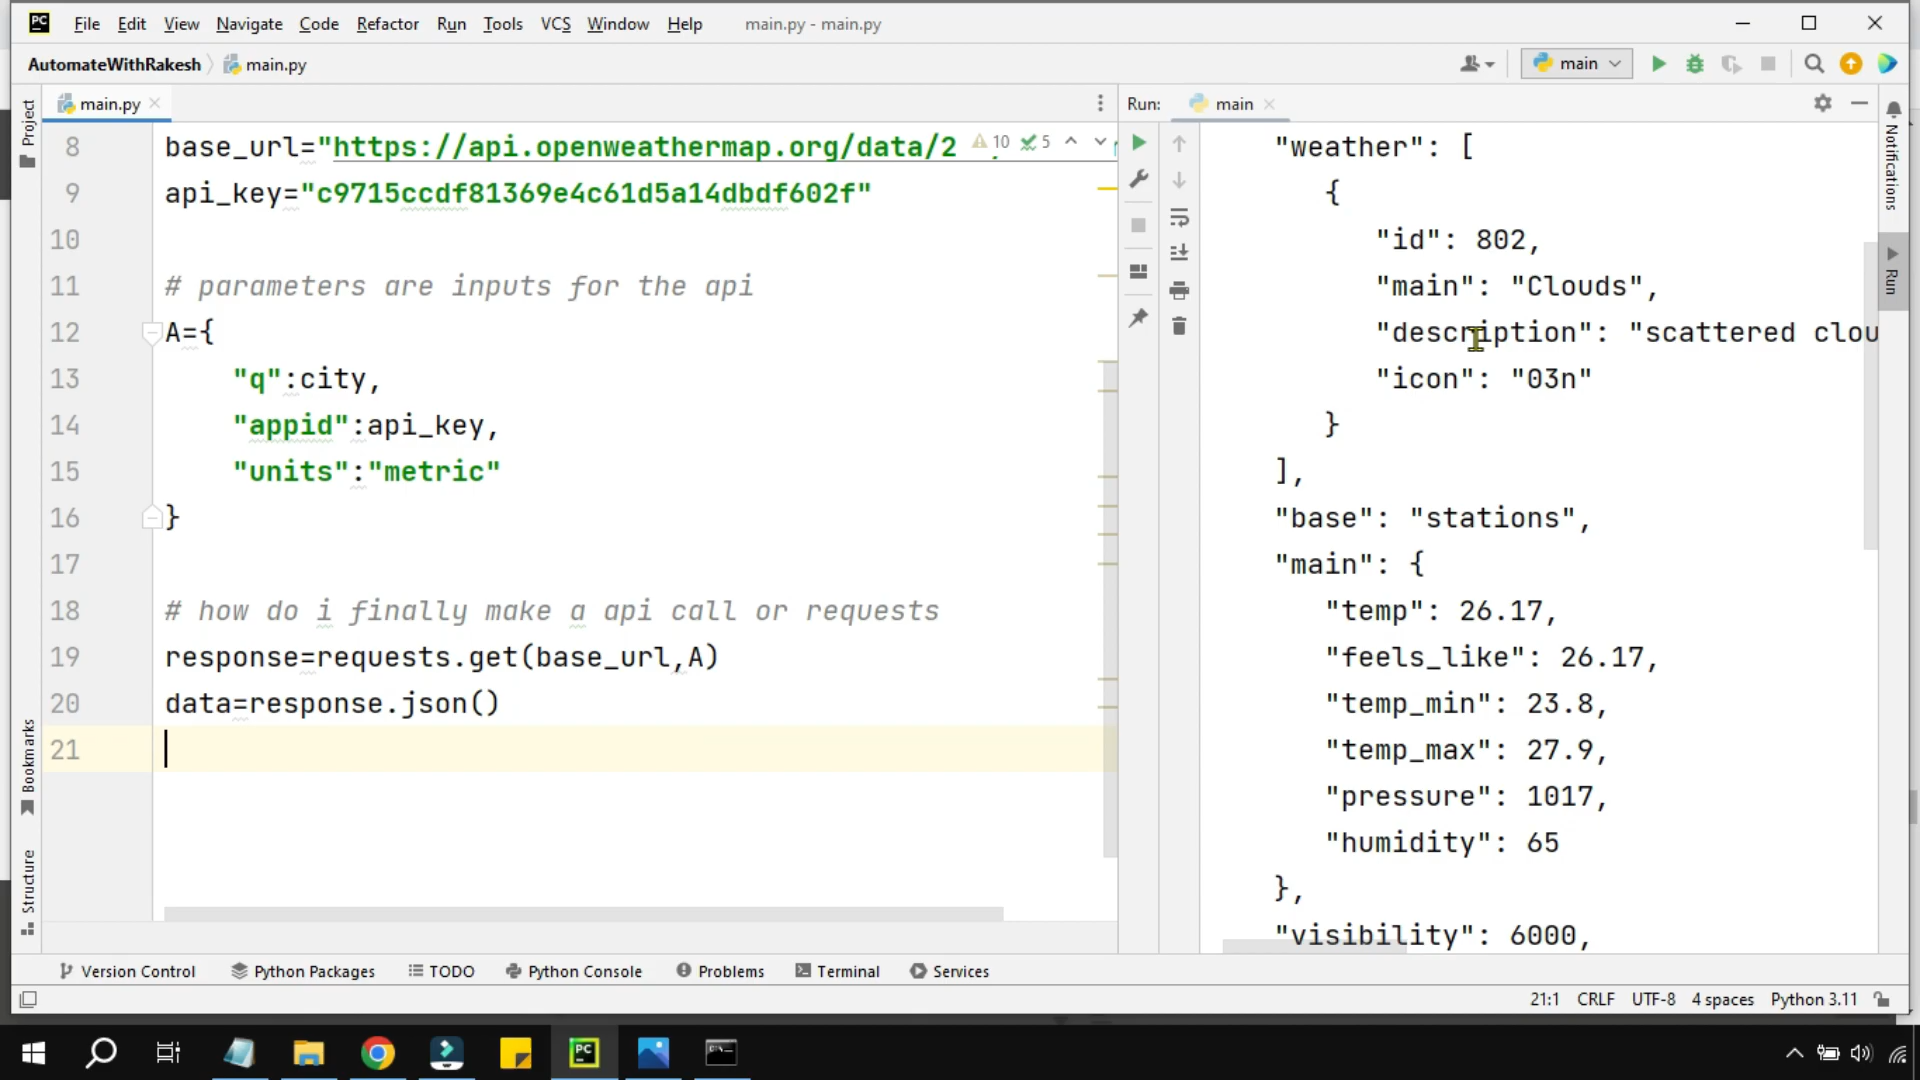 PC File Edit View Navigate Code Refactor Run Tools VCS Window Help main.py - main.py
AutomateWithRakesh main.py main
main.py Run: main
Project
Notifications
Run
Bookmarks
Structure
8 base_url="https://api.openweathermap.org/data/2 10 5
9 api_key="c9715ccdf81369e4c61d5a14dbdf602f"
10
11 # parameters are inputs for the api
12 A={
13 "q":city,
14 "appid":api_key,
15 "units":"metric"
16 }
17
18 # how do i finally make a api call or requests
19 response=requests.get(base_url,A)
20 data=response.json()
21
"weather": [
{
"id": 802,
"main": "Clouds",
"description": "scattered clou
"icon": "03n"
}
],
"base": "stations",
"main": {
"temp": 26.17,
"feels_like": 26.17,
"temp_min": 23.8,
"temp_max": 27.9,
"pressure": 1017,
"humidity": 65
},
"visibility": 6000,
Version Control Python Packages TODO Python Console Problems Terminal Services
21:1 CRLF UTF-8 4 spaces Python 3.11
PC